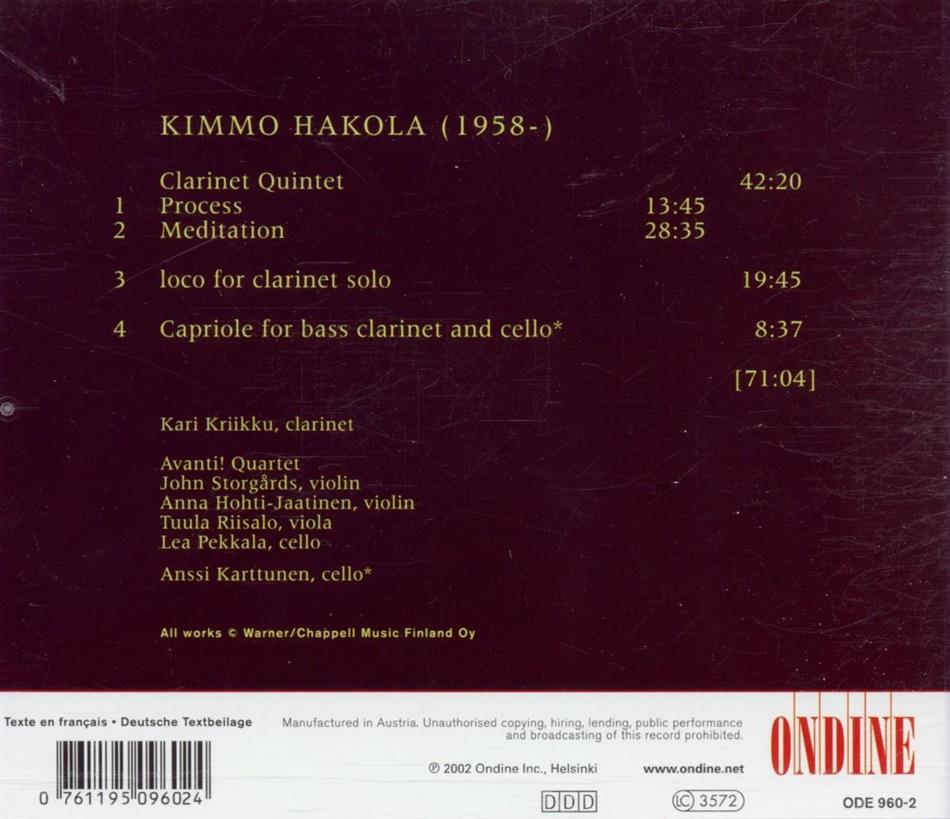 KIMMO HAKOLA (1958-)
Clarinet Quintet 42:20
1 Process 13:45
2 Meditation 28:35
3 loco for clarinet solo 19:45
4 Capriole for bass clarinet and cello* 8:37
[71:04]
Kari Kriikku, clarinet
Avanti! Quartet
John Storgårds, violin
Anna Hohti-Jaatinen, violin
Tuula Riisalo, viola
Lea Pekkala, cello
Anssi Karttunen, cello*
All works © Warner/Chappell Music Finland Oy
Texte en français • Deutsche Textbeilage
Manufactured in Austria. Unauthorised copying, hiring, lending, public performance
and broadcasting of this record prohibited.
ONDINE
0 761195 096024
℗ 2002 Ondine Inc., Helsinki
www.ondine.net
DDD
LC 3572
ODE 960-2